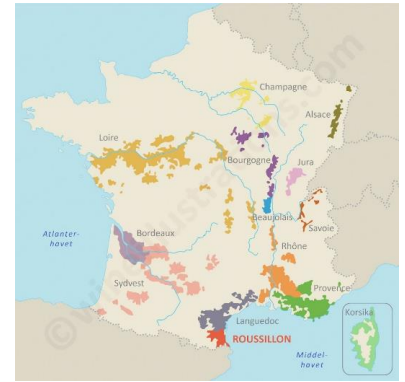 Champagne
Alsace
Loire
Bourgogne
Jura
Beaujolais
Savoie
Atlanter-
havet
Bordeaux
Rhône
Sydvest
Provence
Korsika
Languedoc
ROUSSILLON
Middel-
havet